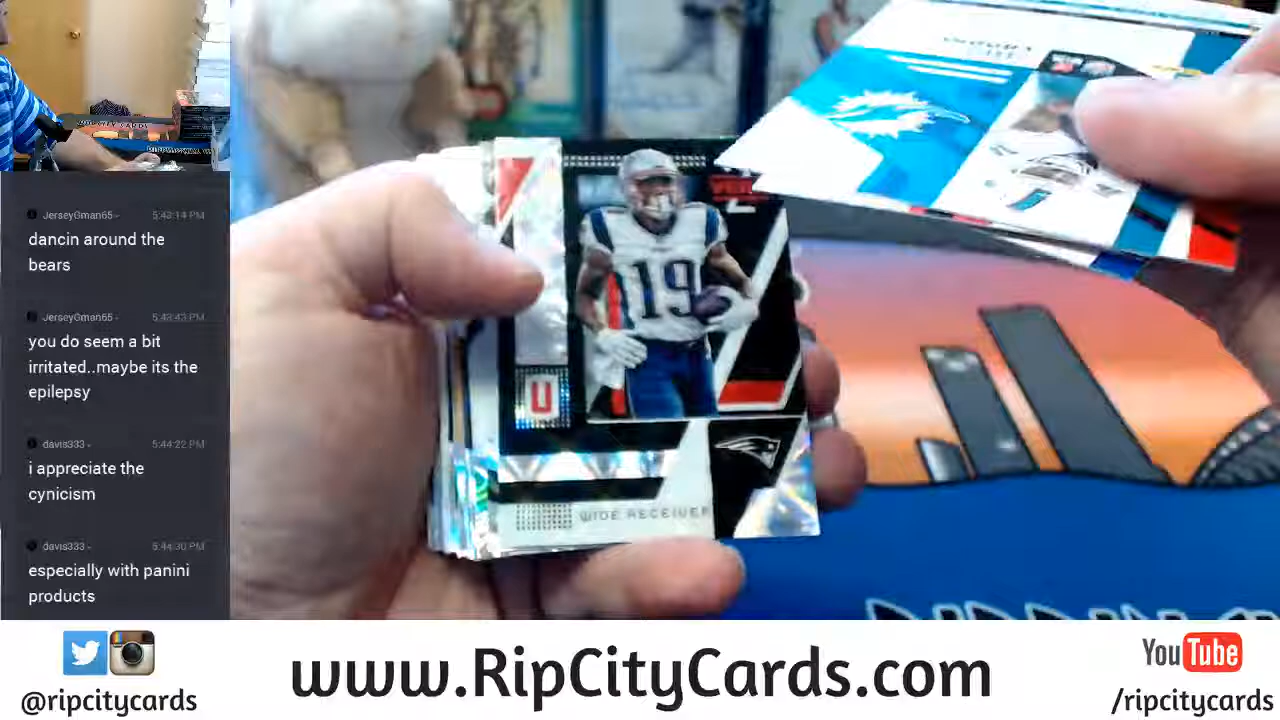 JerseyGman65- 5:43:14 PM
dancin around the
bears
JerseyGman65- 5:43:43 PM
you do seem a bit
irritated..maybe its the
epilepsy
davis333- 5:44:22 PM
i appreciate the
cynicism
davis333- 5:44:30 PM
especially with panini
products
19
U
WIDE RECEIVER
@ripcitycards
www.RipCityCards.com
You Tube
/ripcitycards